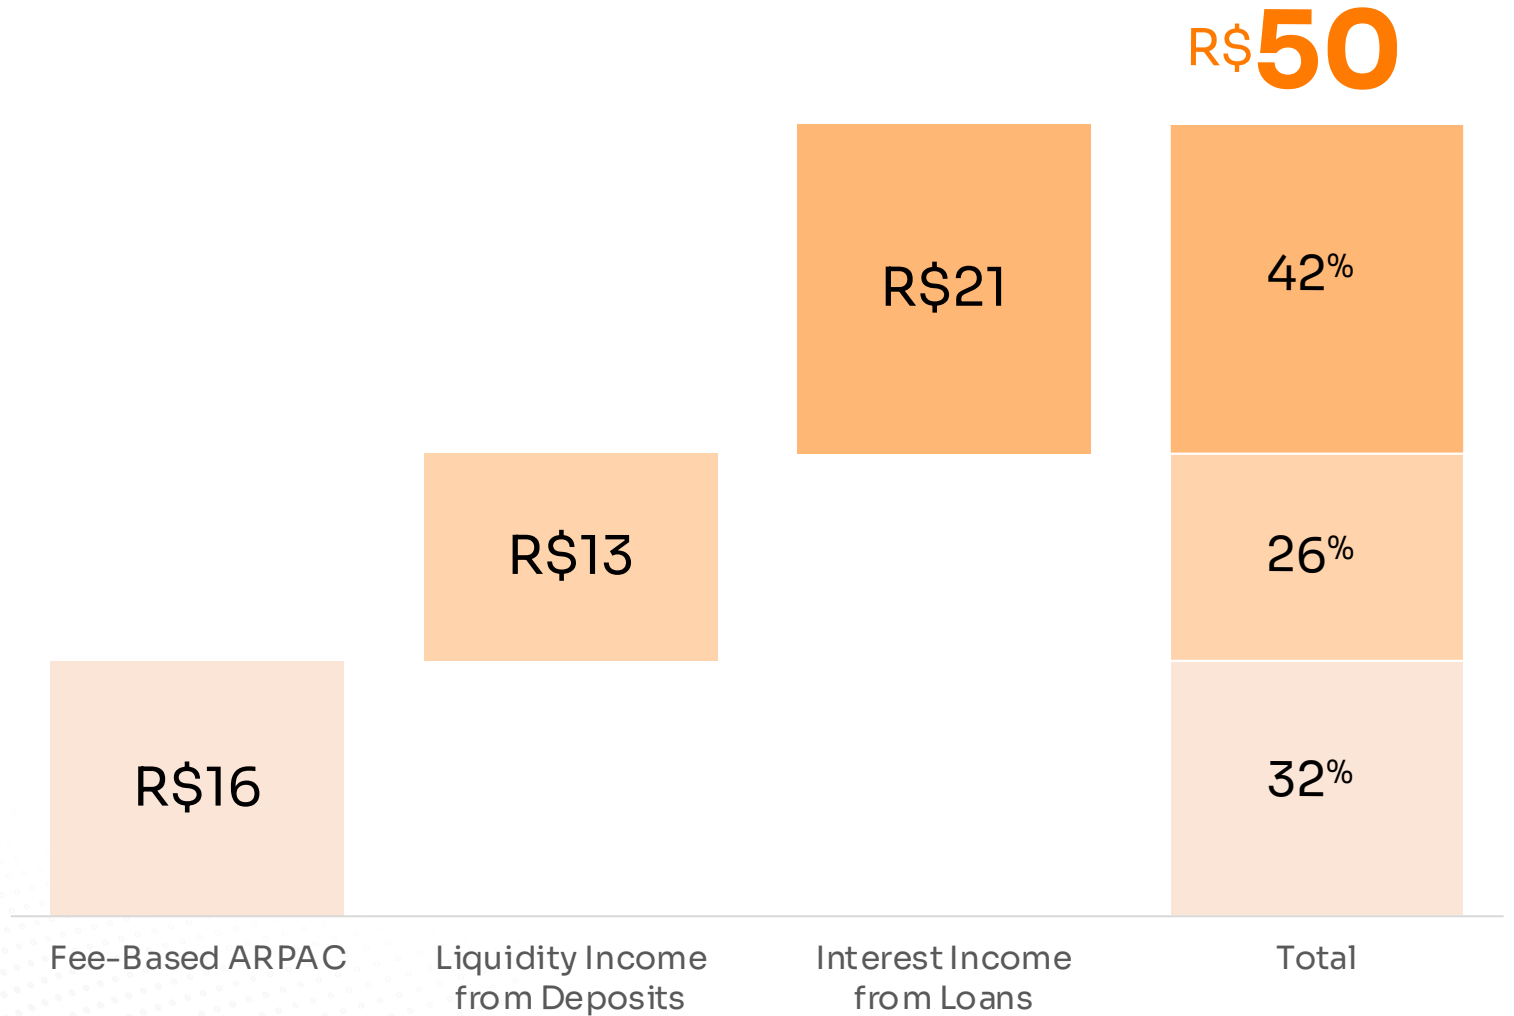 R$50
R$21
42%
R$13
26%
R$16
32%
Fee-Based ARPAC
Liquidity Income
from Deposits
Interest Income
from Loans
Total